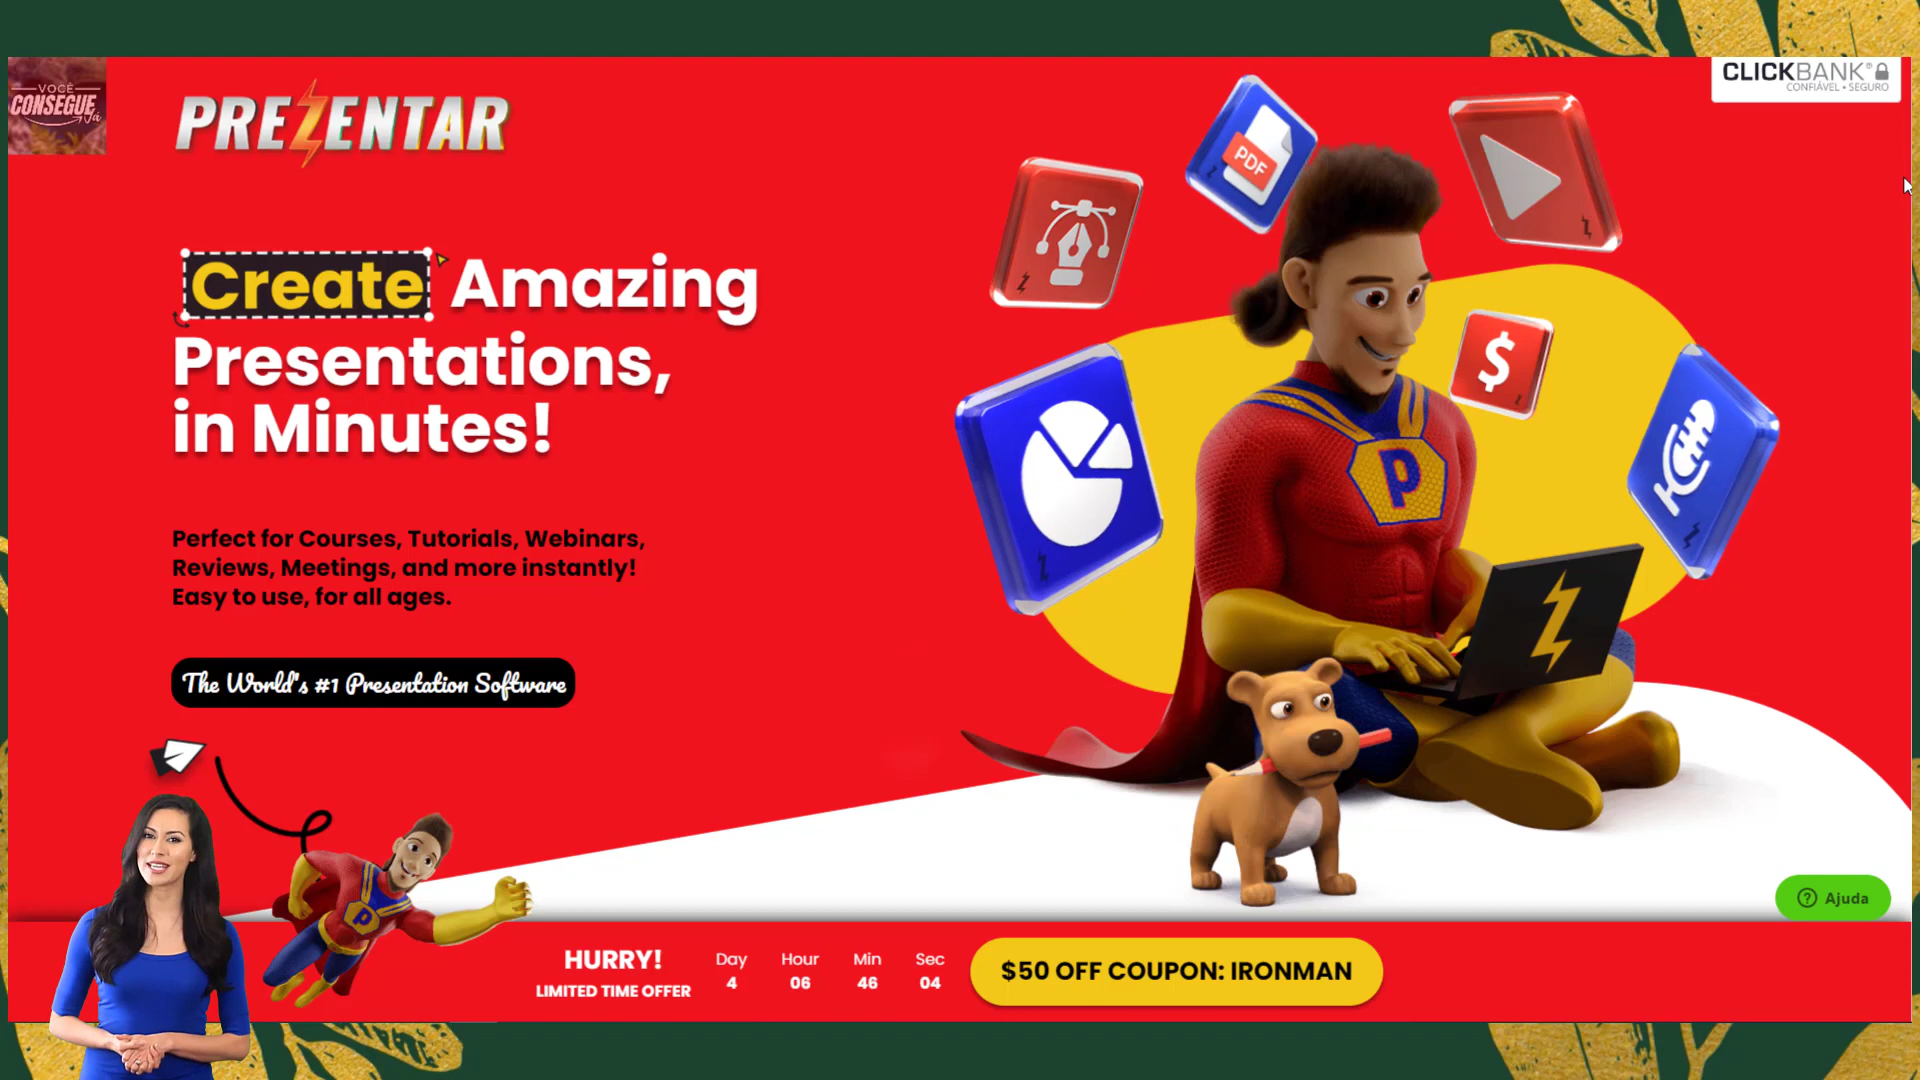 VOCÊ
CONSEGUE
Já
PREZENTAR
CLICKBANK®
CONFIÁVEL • SEGURO
PDF
Create Amazing
Presentations,
in Minutes!
$
P
Perfect for Courses, Tutorials, Webinars,
Reviews, Meetings, and more instantly!
Easy to use, for all ages.
The World's #1 Presentation Software
P
? Ajuda
HURRY!
LIMITED TIME OFFER
Day Hour Min Sec
4 06 46 04
$50 OFF COUPON: IRONMAN